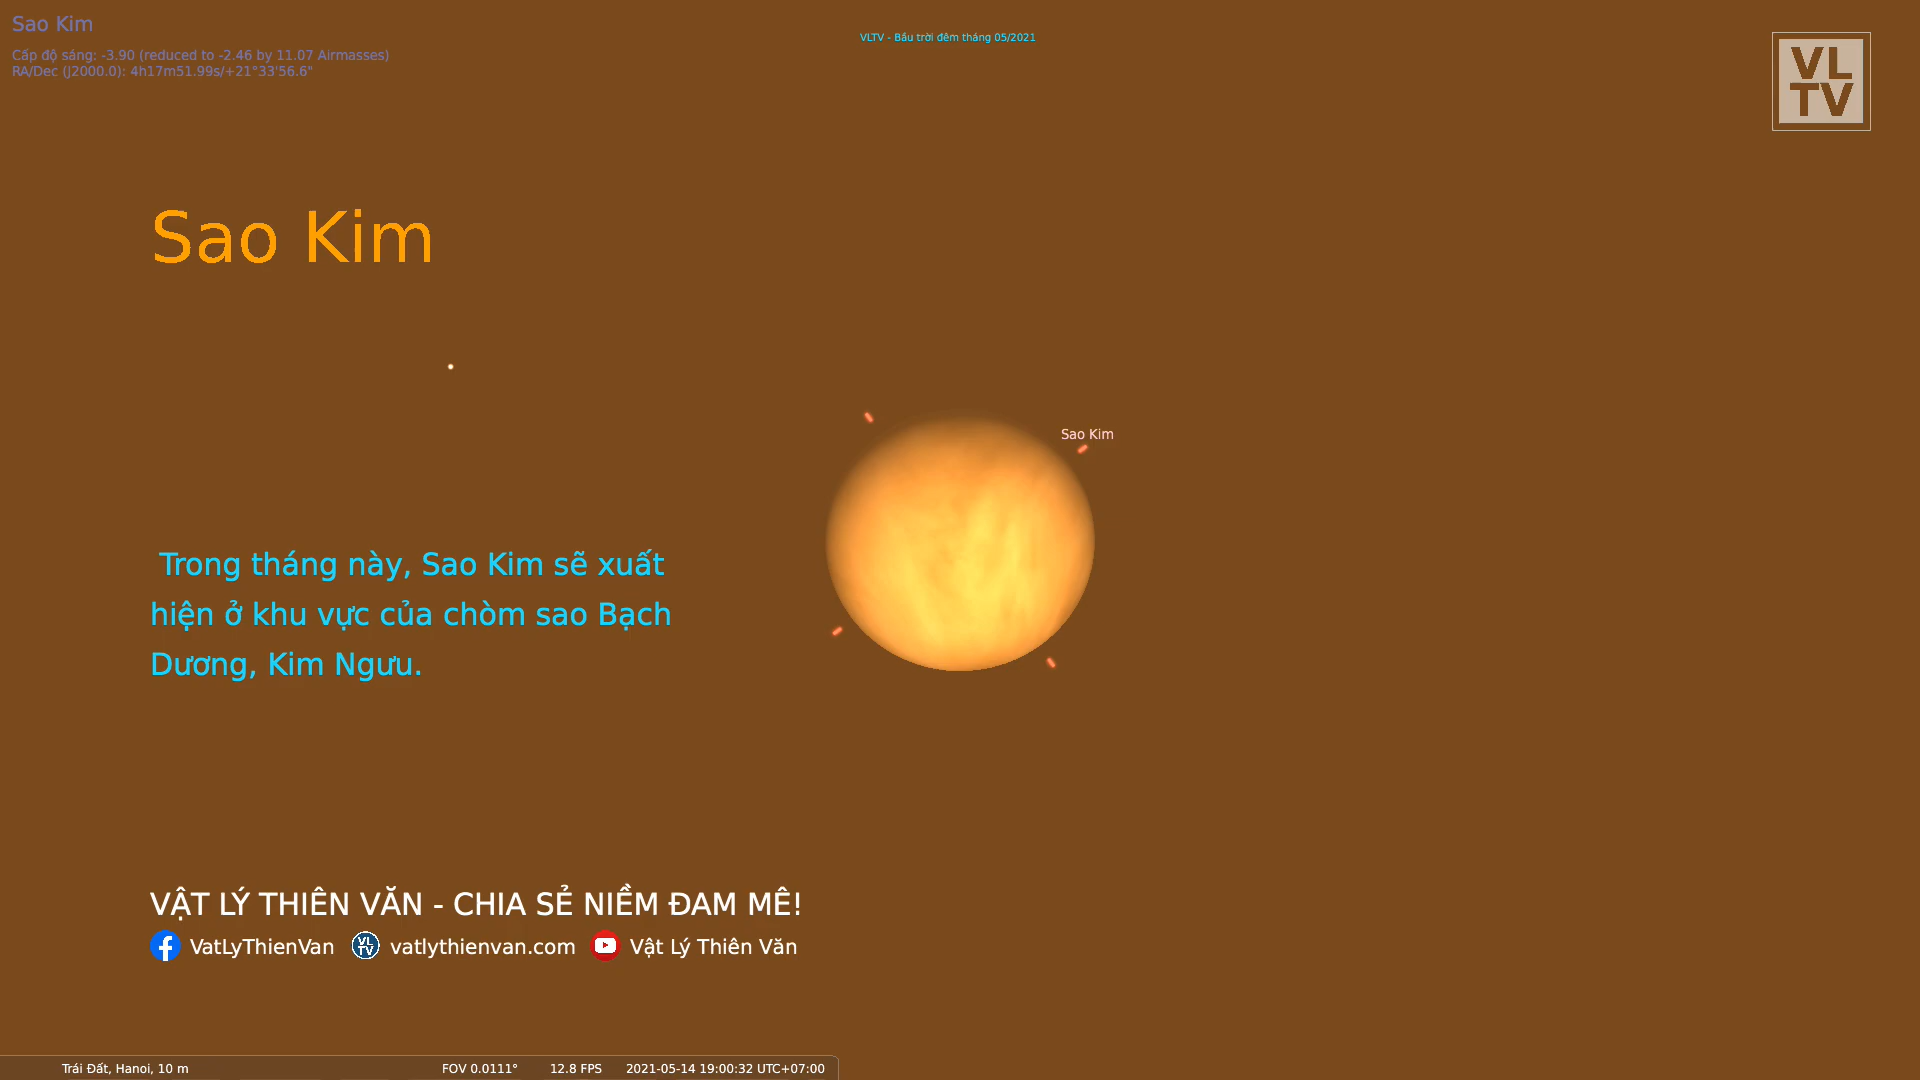 Sao Kim
Cấp độ sáng: -3.90 (reduced to -2.46 by 11.07 Airmasses)
RA/Dec (J2000.0): 4h17m51.99s/+21°33'56.6"
VLTV - Bầu trời đêm tháng 05/2021
VL
TV
Sao Kim
Sao Kim
Trong tháng này, Sao Kim sẽ xuất
hiện ở khu vực của chòm sao Bạch
Dương, Kim Ngưu.
VẬT LÝ THIÊN VĂN - CHIA SẺ NIỀM ĐAM MÊ!
VatLyThienVan VLTV vatlythienvan.com Vật Lý Thiên Văn
Trái Đất, Hanoi, 10 m FOV 0.0111° 12.8 FPS 2021-05-14 19:00:32 UTC+07:00